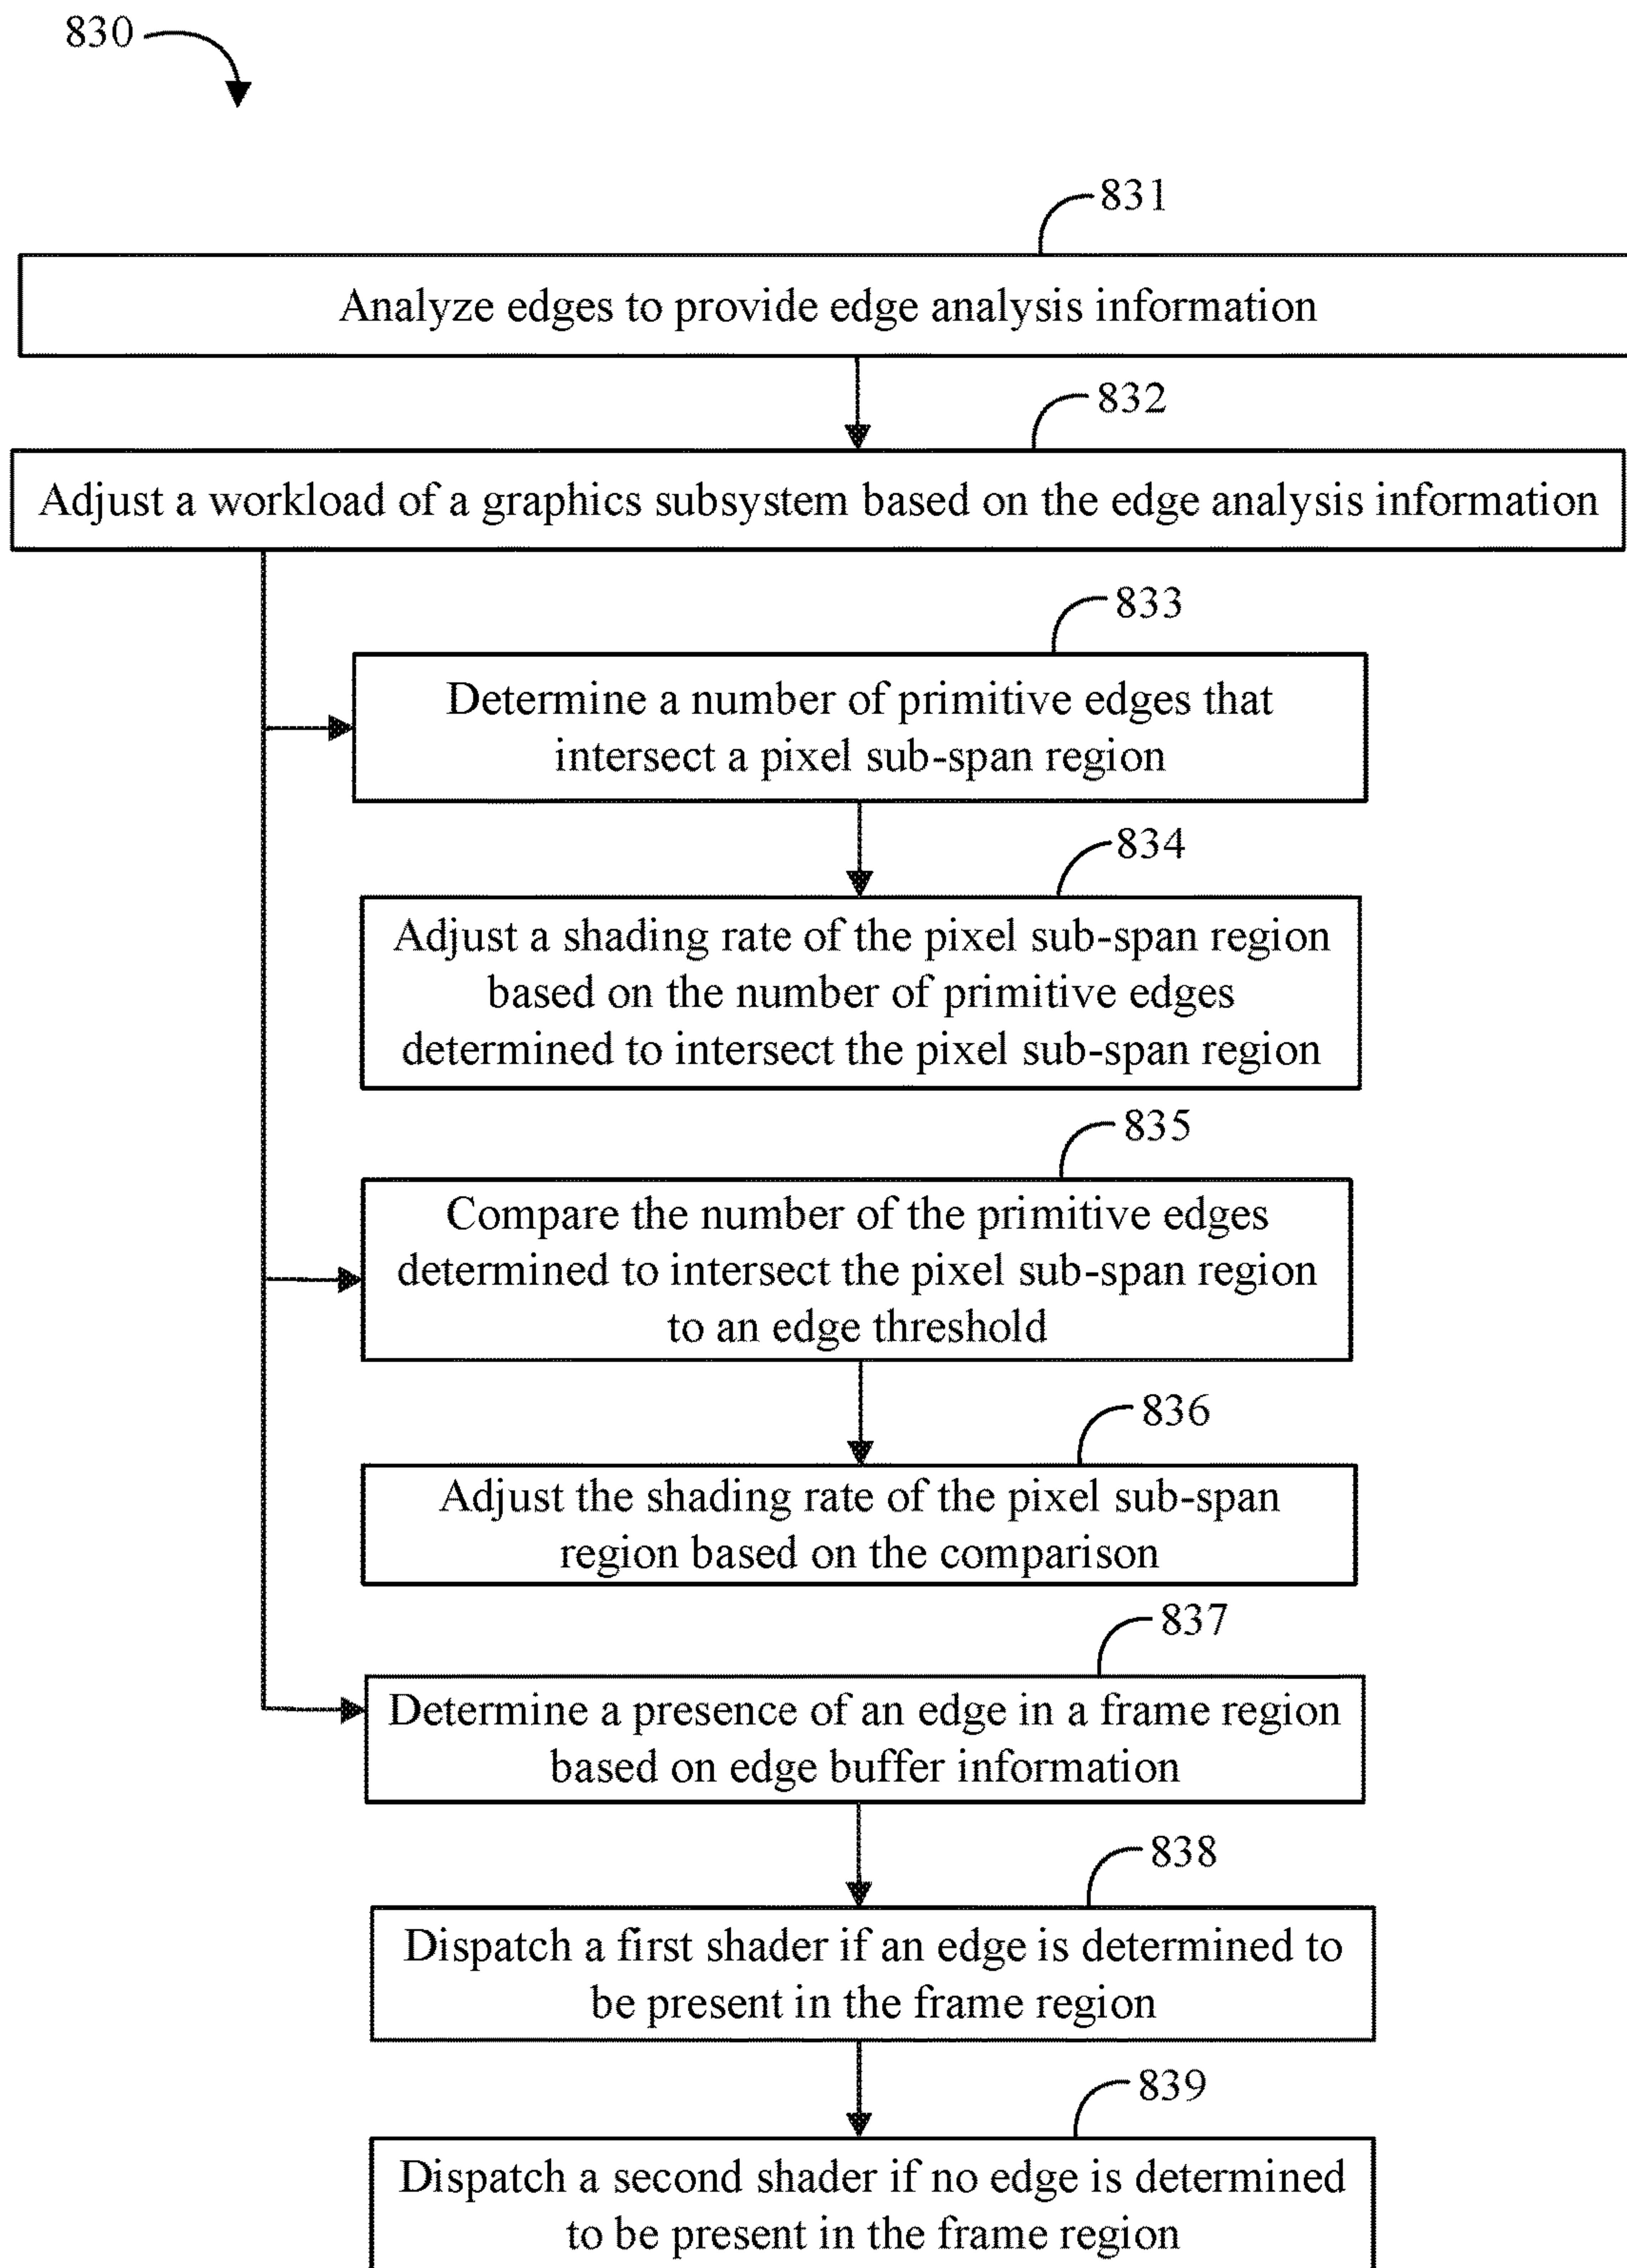 830
831
Analyze edges to provide edge analysis information
832
Adjust a workload of a graphics subsystem based on the edge analysis information
833
Determine a number of primitive edges that
intersect a pixel sub-span region
834
Adjust a shading rate of the pixel sub-span region
based on the number of primitive edges
determined to intersect the pixel sub-span region
835
Compare the number of the primitive edges
determined to intersect the pixel sub-span region
to an edge threshold
836
Adjust the shading rate of the pixel sub-span
region based on the comparison
837
Determine a presence of an edge in a frame region
based on edge buffer information
838
Dispatch a first shader if an edge is determined to
be present in the frame region
839
Dispatch a second shader if no edge is determined
to be present in the frame region